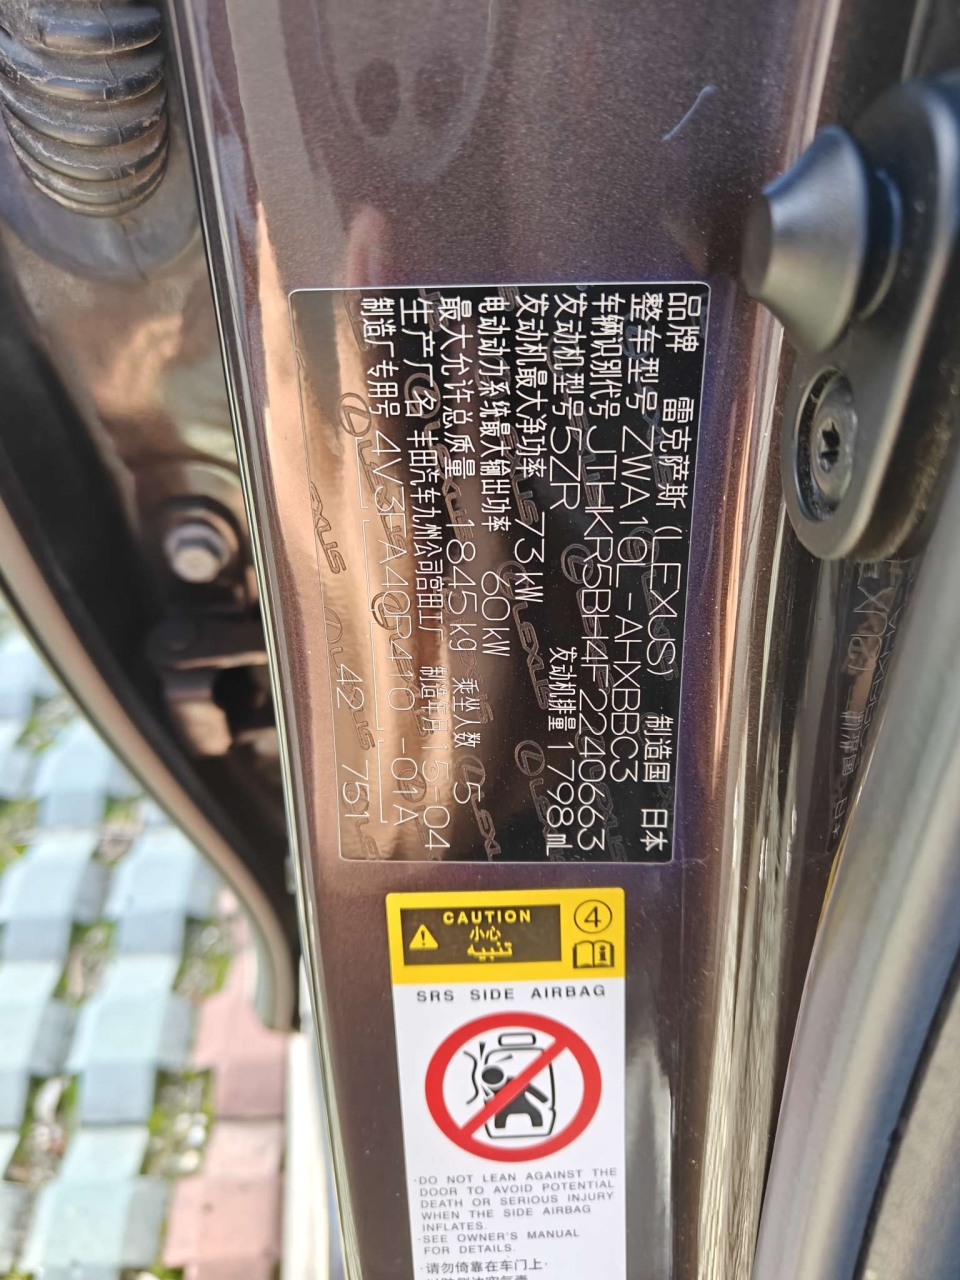 品牌 雷克萨斯 (LEXUS) 制造国 日本
整车型号 ZWA10L-AHXBBC3
车辆识别代号 JTHKR5BH4F2240663
发动机型号 5ZR 发动机排量 1798ml
发动机最大净功率 73kW
电动动力系统最大输出功率 60kW
最大允许总质量 1845kg 乘坐人数 5
生产厂名 丰田汽车九州公司宫田工厂 制造年月 15-04
制造厂专用号 4V3PA40R4110 -01A
42 751
CAUTION
小心
تنبيه
4
SRS SIDE AIRBAG
·DO NOT LEAN AGAINST THE
DOOR TO AVOID POTENTIAL
DEATH OR SERIOUS INJURY
WHEN THE SIDE AIRBAG
INFLATES.
·SEE OWNER'S MANUAL
FOR DETAILS.
·请勿倚靠在车门上·